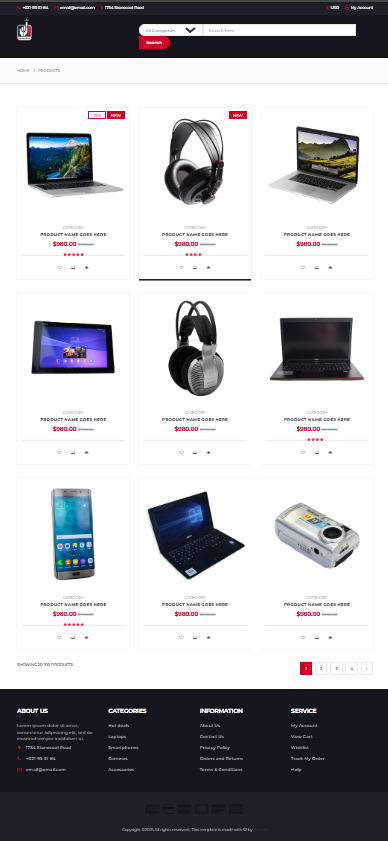 +021-95-51-84 email@email.com 1734 Stonecoal Road USD My Account
All Categories Search here
Search
HOME / PRODUCTS
-30% NEW
NEW
CATEGORY CATEGORY CATEGORY
PRODUCT NAME GOES HERE PRODUCT NAME GOES HERE PRODUCT NAME GOES HERE
$980.00 $990.00 $980.00 $990.00 $980.00 $990.00
CATEGORY CATEGORY CATEGORY
PRODUCT NAME GOES HERE PRODUCT NAME GOES HERE PRODUCT NAME GOES HERE
$980.00 $990.00 $980.00 $990.00 $980.00 $990.00
CATEGORY CATEGORY CATEGORY
PRODUCT NAME GOES HERE PRODUCT NAME GOES HERE PRODUCT NAME GOES HERE
$980.00 $990.00 $980.00 $990.00 $980.00 $990.00
SHOWING 20-100 PRODUCTS 1 2 3 4
ABOUT US CATEGORIES INFORMATION SERVICE
Lorem ipsum dolor sit amet, consectetur adipisicing elit, sed do eiusmod tempor incididunt ut.
1734 Stonecoal Road
+021-95-51-84
email@email.com
Hot deals
Laptops
Smartphones
Cameras
Accessories
About Us
Contact Us
Privacy Policy
Orders and Returns
Terms & Conditions
My Account
View Cart
Wishlist
Track My Order
Help
Copyright ©2025 All rights reserved | This template is made with by